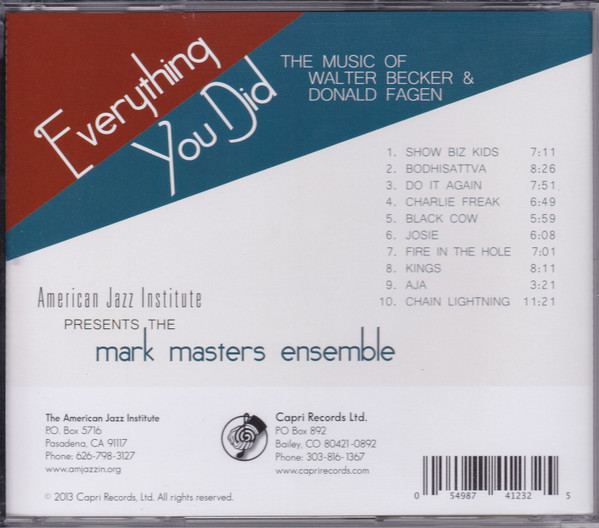 Everything
You Did
THE MUSIC OF
WALTER BECKER &
DONALD FAGEN
1. SHOW BIZ KIDS 7:11
2. BODHISATTVA 8:26
3. DO IT AGAIN 7:51
4. CHARLIE FREAK 6:49
5. BLACK COW 5:59
6. JOSIE 6:08
7. FIRE IN THE HOLE 7:01
8. KINGS 8:11
9. AJA 3:21
10. CHAIN LIGHTNING 11:21
American Jazz Institute
PRESENTS THE
mark masters ensemble
The American Jazz Institute
P.O. Box 5716
Pasadena, CA 91117
Phone: 626-798-3127
www.amjazzin.org
Capri Records Ltd.
PO Box 892
Bailey, CO 80421-0892
Phone: 303-816-1367
www.caprirecords.com
© 2013 Capri Records, Ltd. All rights reserved.
0 54987 41232 5